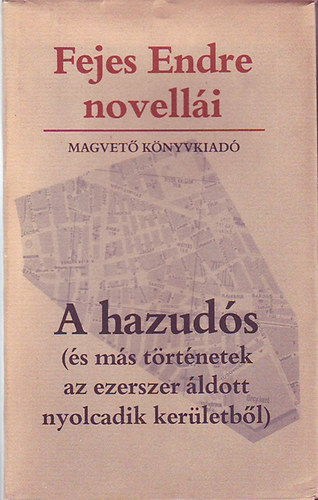 Fejes Endre
novellái
MAGVETŐ KÖNYVKIADÓ
A hazudós
(és más történetek
az ezerszer áldott
nyolcadik kerületből)